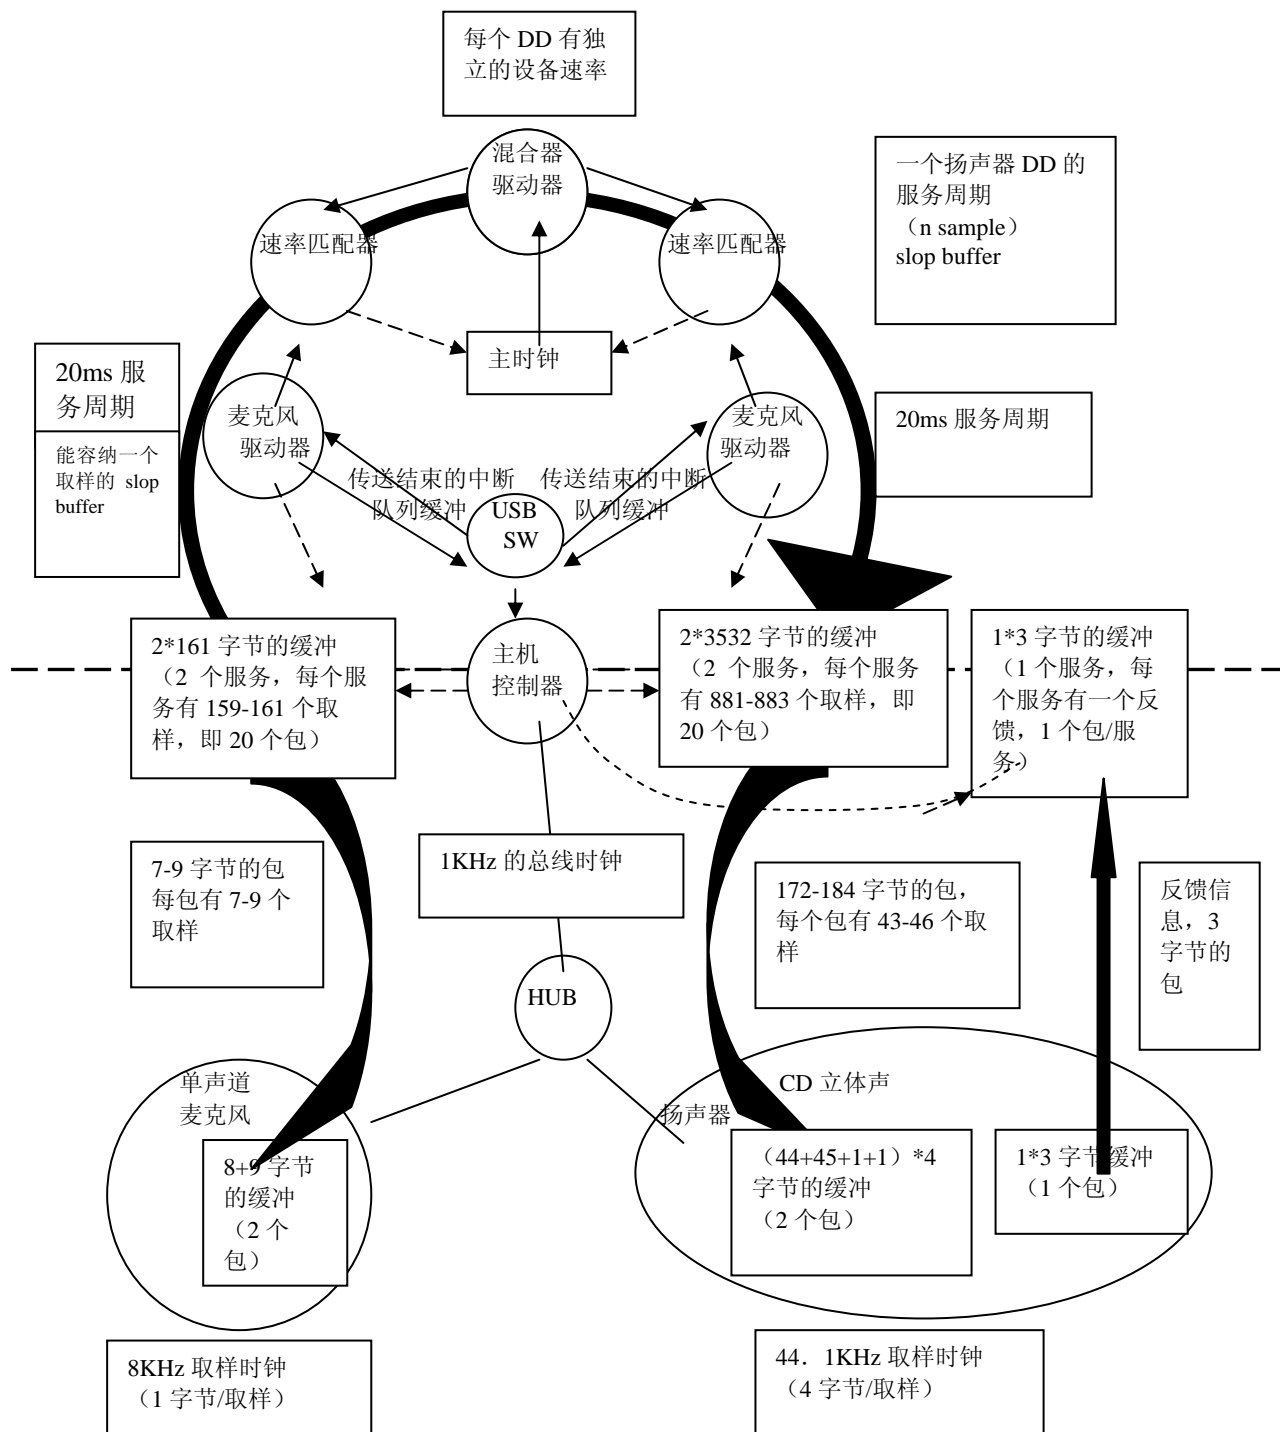 每个 DD 有独
立的设备速率
混合器
驱动器
一个扬声器 DD 的
服务周期
（n sample）
slop buffer
速率匹配器
速率匹配器
主时钟
20ms 服
务周期
能容纳一个
取样的 slop
buffer
麦克风
驱动器
麦克风
驱动器
20ms 服务周期
传送结束的中断
队列缓冲
传送结束的中断
队列缓冲
USB
SW
2*161 字节的缓冲
（2 个服务，每个服
务有 159-161 个取
样，即 20 个包）
主机
控制器
2*3532 字节的缓冲
（2 个服务，每个服务
有 881-883 个取样，即
20 个包）
1*3 字节的缓冲
（1 个服务，每
个服务有一个反
馈，1 个包/服
务）
7-9 字节的包
每包有 7-9 个
取样
1KHz 的总线时钟
172-184 字节的包，
每个包有 43-46 个取
样
反馈信
息，3
字节的
包
HUB
单声道
麦克风
8+9 字节
的缓冲
（2 个
包）
CD 立体声
扬声器
（44+45+1+1）*4
字节的缓冲
（2 个包）
1*3 字节缓冲
（1 个包）
8KHz 取样时钟
（1 字节/取样）
44．1KHz 取样时钟
（4 字节/取样）